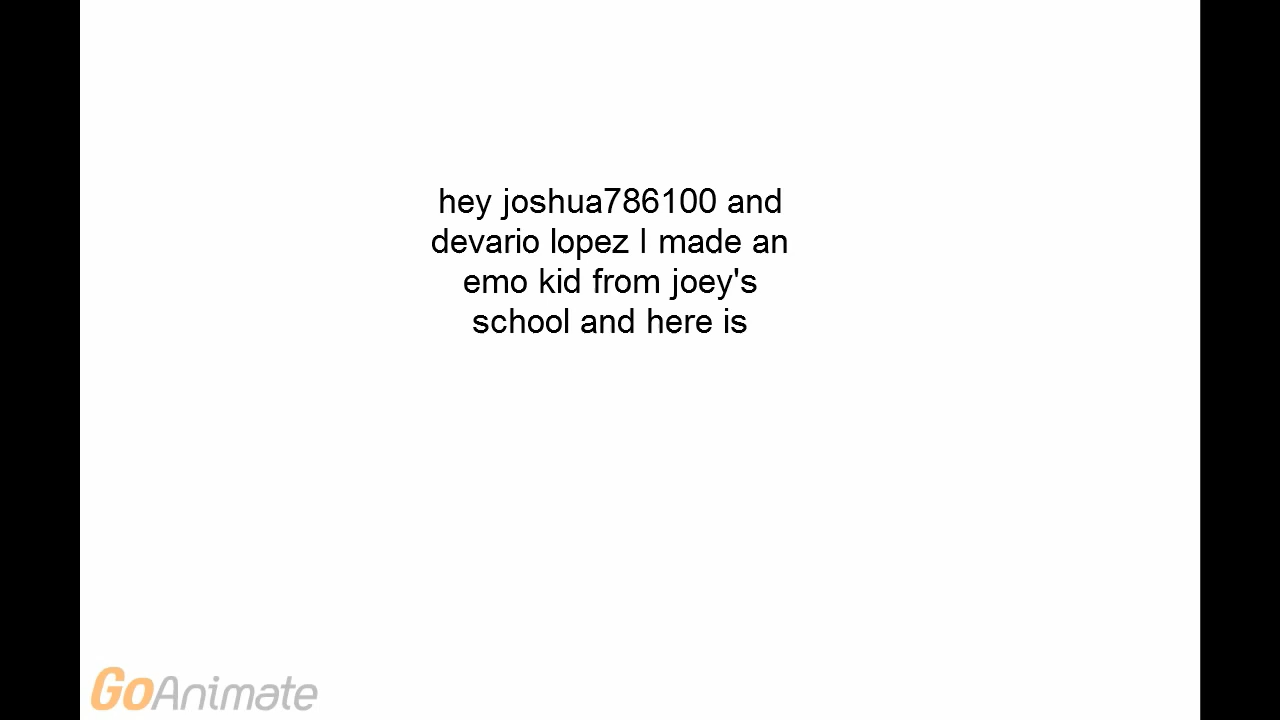 hey joshua786100 and
devario lopez I made an
emo kid from joey's
school and here is
GoAnimate